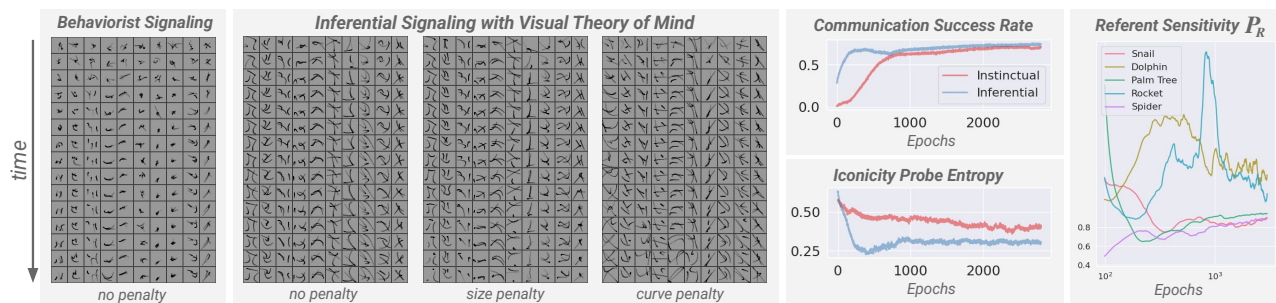 Behaviorist Signaling
time
no penalty
Inferential Signaling with Visual Theory of Mind
no penalty
size penalty
curve penalty
Communication Success Rate
0.5
0.0
Instinctual
Inferential
0
1000
2000
Epochs
Iconicity Probe Entropy
0.50
0.25
0
1000
2000
Epochs
Referent Sensitivity P_R
Snail
Dolphin
Palm Tree
Rocket
Spider
0.8
0.6
0.4
10²
10³
Epochs